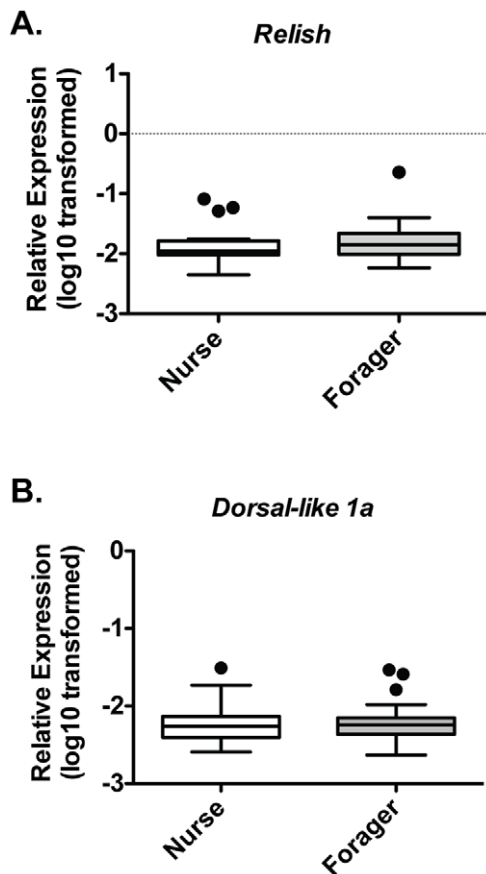 A.
Relish
Relative Expression
(log10 transformed)
1
0
-1
-2
-3
Nurse
Forager
B.
Dorsal-like 1a
Relative Expression
(log10 transformed)
0
-1
-2
-3
Nurse
Forager